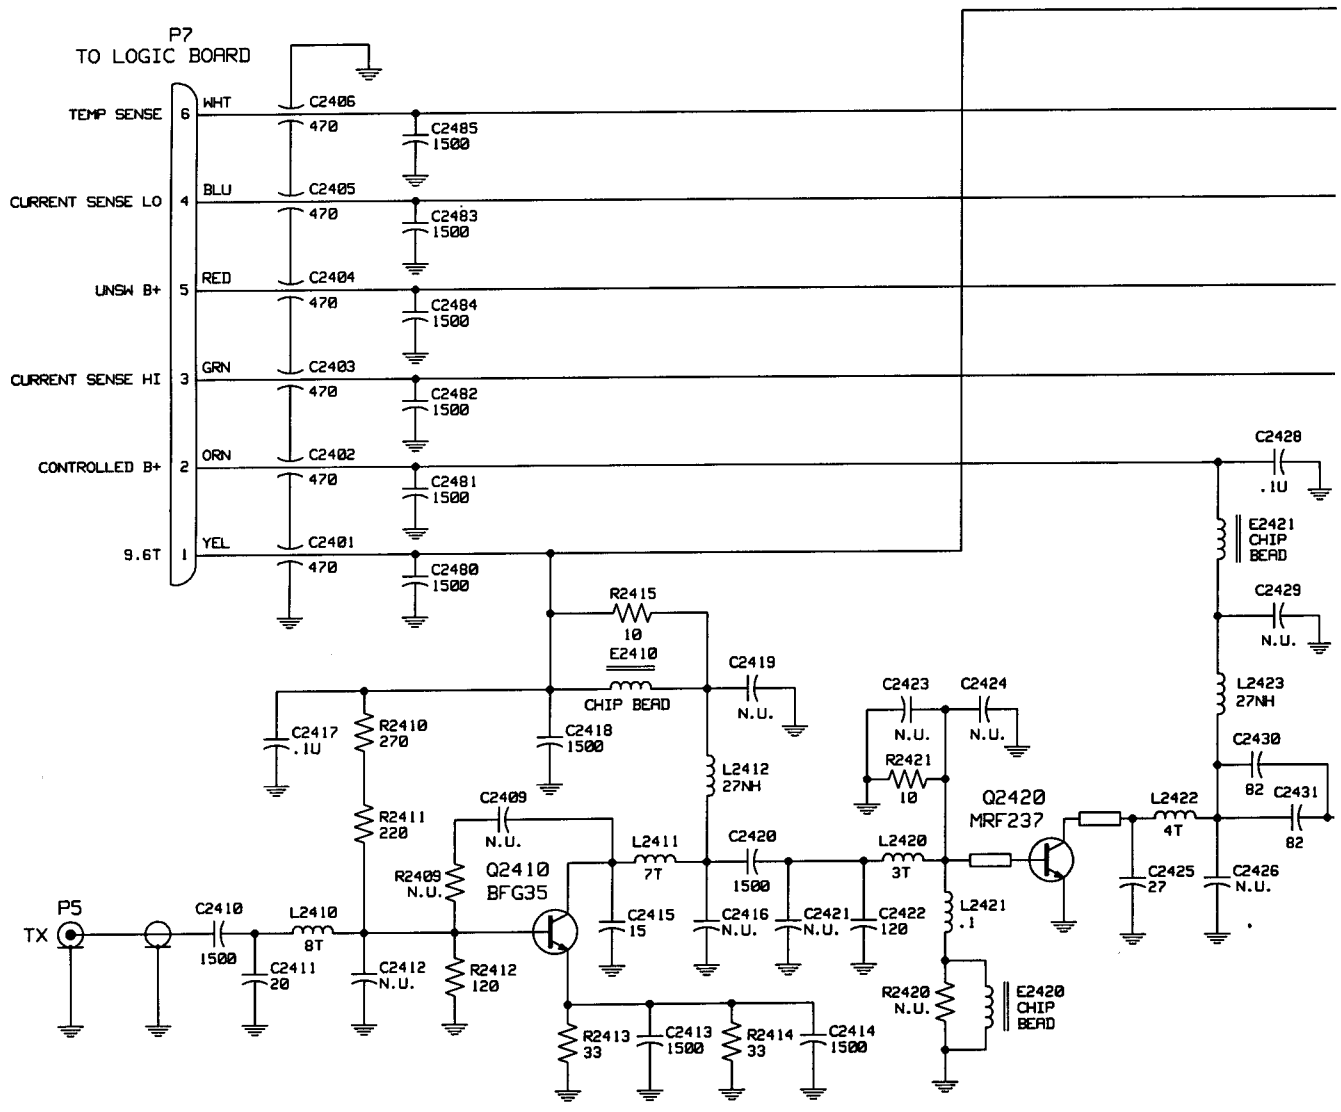 P7
TO LOGIC BOARD
TEMP SENSE 6 WHT
C2406
470
C2485
1500
CURRENT SENSE LO 4 BLU
C2405
470
C2483
1500
UNSW B+ 5 RED
C2404
470
C2484
1500
CURRENT SENSE HI 3 GRN
C2403
470
C2482
1500
CONTROLLED B+ 2 ORN
C2402
470
C2481
1500
C2428
.1U
9.6T 1 YEL
C2401
470
C2480
1500
E2421
CHIP
BEAD
R2415
10
C2429
N.U.
E2410
CHIP BEAD
C2419
N.U.
C2423
N.U.
C2424
N.U.
L2423
27NH
C2417
.1U
R2410
270
C2418
1500
R2421
10
C2430
82
C2431
82
L2412
27NH
R2411
220
C2409
N.U.
Q2420
MRF237
L2422
4T
R2409
N.U.
Q2410
BFG35
L2411
7T
C2420
1500
L2420
3T
C2425
27
C2426
N.U.
TX
P5
C2410
1500
L2410
8T
C2415
15
C2416
N.U.
C2421
N.U.
C2422
120
L2421
.1
C2411
20
C2412
N.U.
R2412
120
R2420
N.U.
E2420
CHIP
BEAD
R2413
33
C2413
1500
R2414
33
C2414
1500